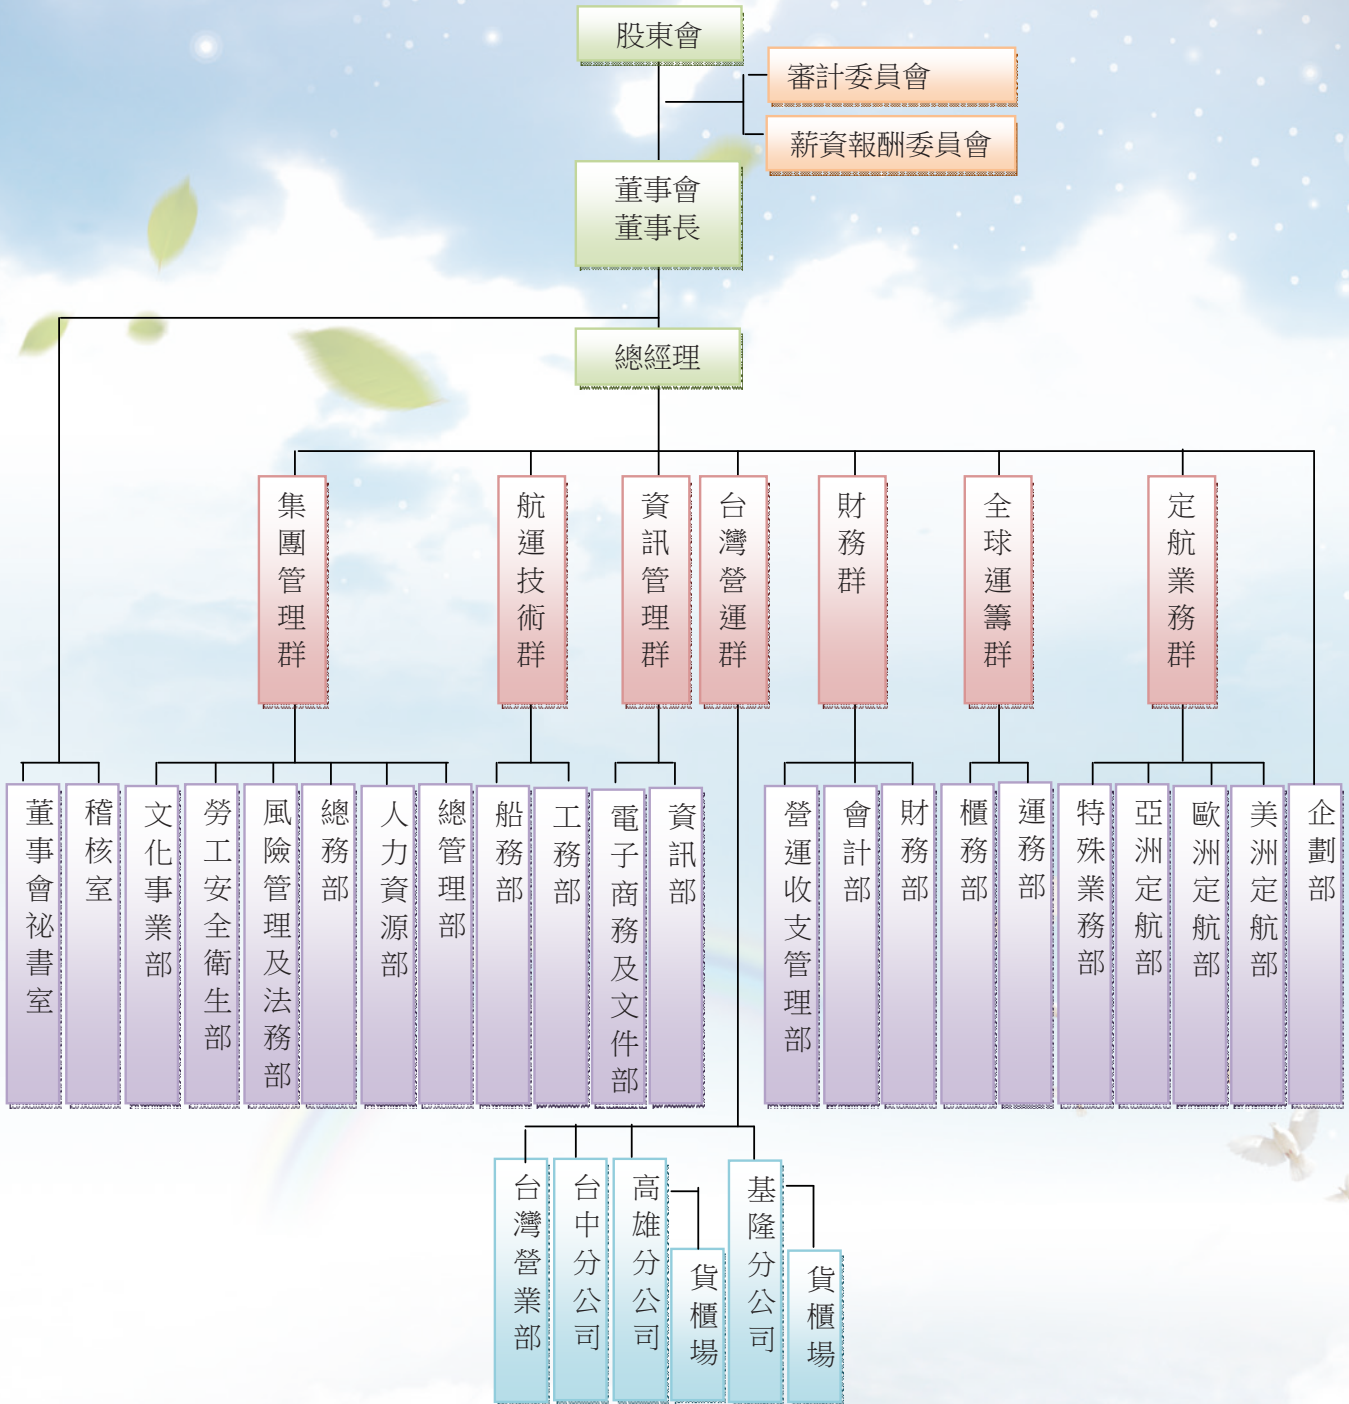 股東會
審計委員會
薪資報酬委員會
董事會
董事長
總經理
集團管理群
航運技術群
資訊管理群
台灣營運群
財務群
全球運籌群
定航業務群
董事會祕書室
稽核室
文化事業部
勞工安全衛生部
風險管理及法務部
總務部
人力資源部
總管理部
船務部
工務部
電子商務及文件部
資訊部
營運收支管理部
會計部
財務部
櫃務部
運務部
特殊業務部
亞洲定航部
歐洲定航部
美洲定航部
企劃部
台灣營業部
台中分公司
高雄分公司
貨櫃場
基隆分公司
貨櫃場